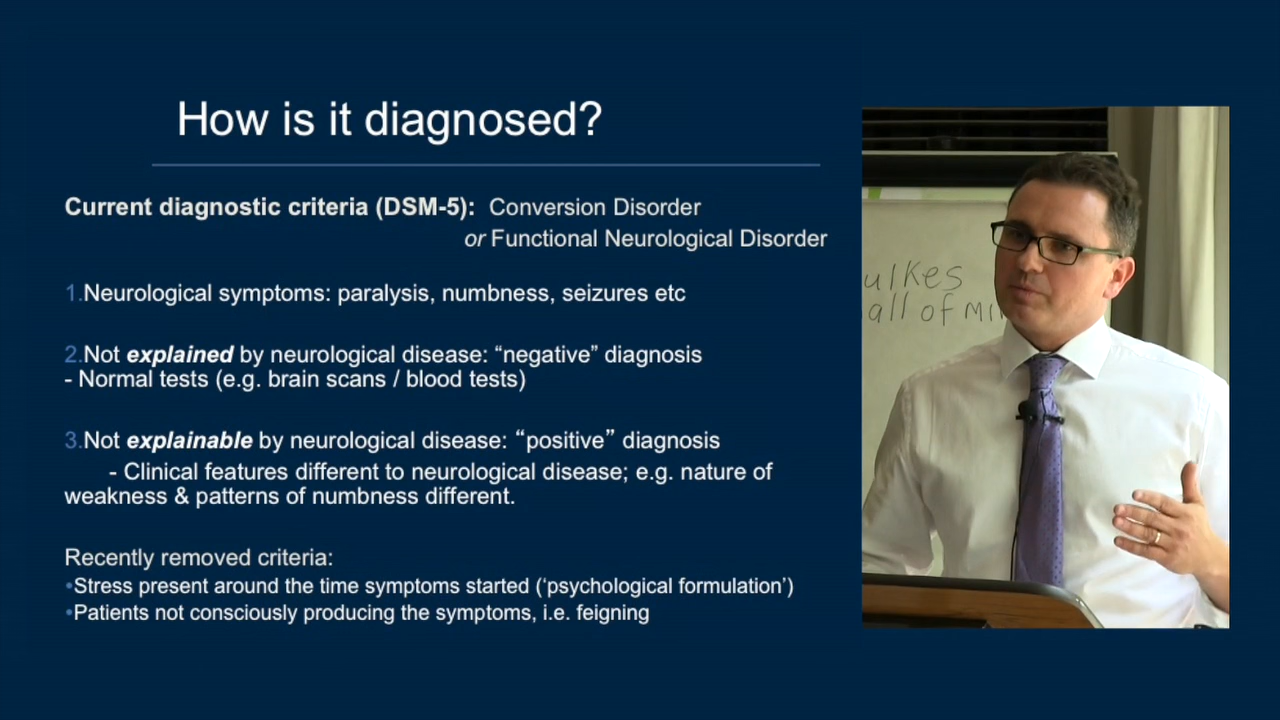 How is it diagnosed?
Current diagnostic criteria (DSM-5): Conversion Disorder
or Functional Neurological Disorder
1.Neurological symptoms: paralysis, numbness, seizures etc
2.Not explained by neurological disease: “negative” diagnosis
- Normal tests (e.g. brain scans / blood tests)
3.Not explainable by neurological disease: “positive” diagnosis
- Clinical features different to neurological disease; e.g. nature of
weakness & patterns of numbness different.
Recently removed criteria:
•Stress present around the time symptoms started (‘psychological formulation’)
•Patients not consciously producing the symptoms, i.e. feigning
ulkes
all of